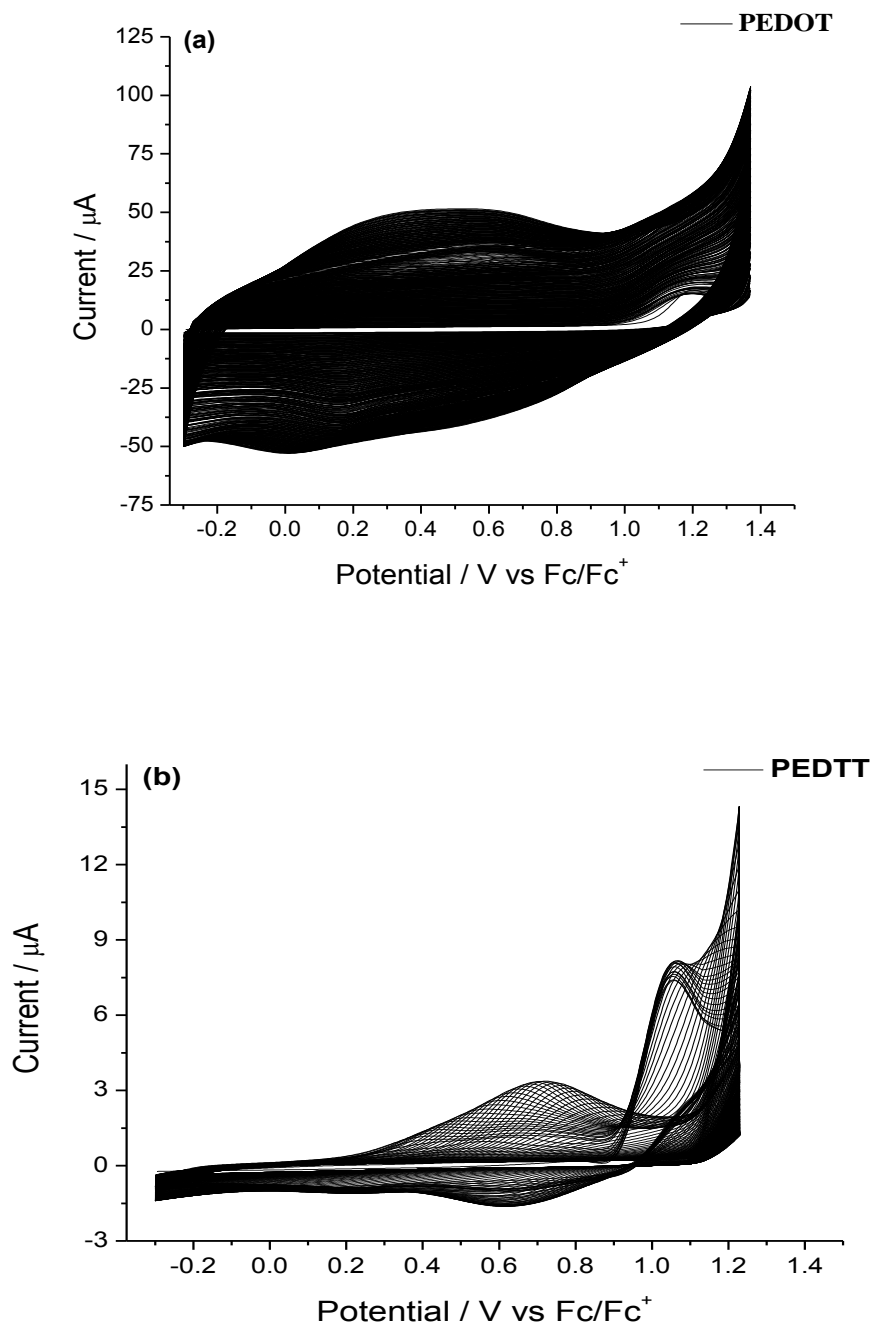 (a)
PEDOT
125
100
75
50
25
0
-25
-50
-75
Current / μA
-0.2 0.0 0.2 0.4 0.6 0.8 1.0 1.2 1.4
Potential / V vs Fc/Fc⁺
(b)
PEDTT
15
12
9
6
3
0
-3
Current / μA
-0.2 0.0 0.2 0.4 0.6 0.8 1.0 1.2 1.4
Potential / V vs Fc/Fc⁺